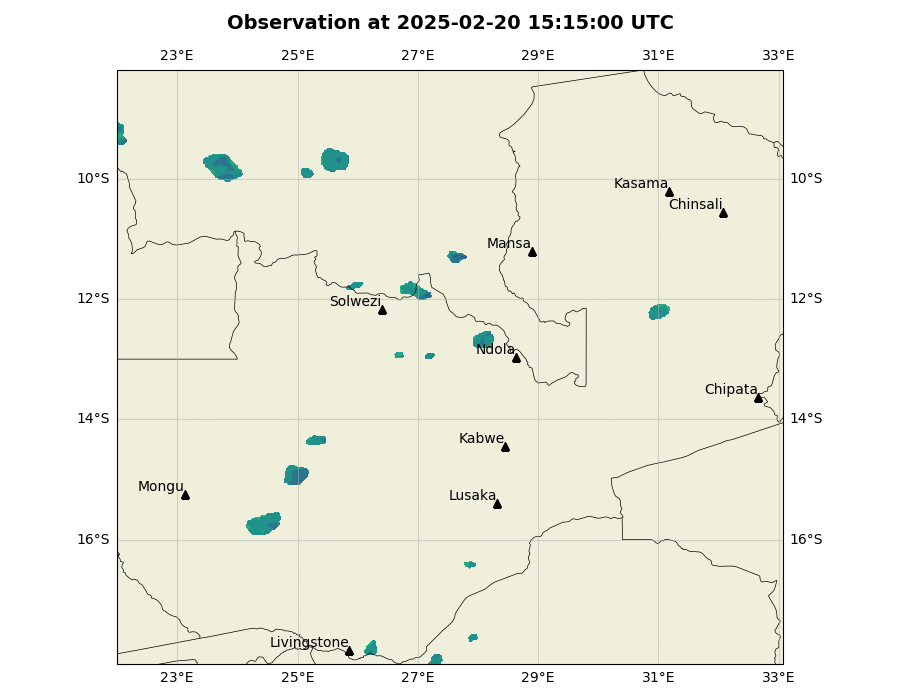 Observation at 2025-02-20 15:15:00 UTC
23°E 25°E 27°E 29°E 31°E 33°E
10°S 10°S
Kasama
Chinsali
Mansa
12°S 12°S
Solwezi
Ndola
Chipata
14°S 14°S
Kabwe
Mongu
Lusaka
16°S 16°S
Livingstone
23°E 25°E 27°E 29°E 31°E 33°E